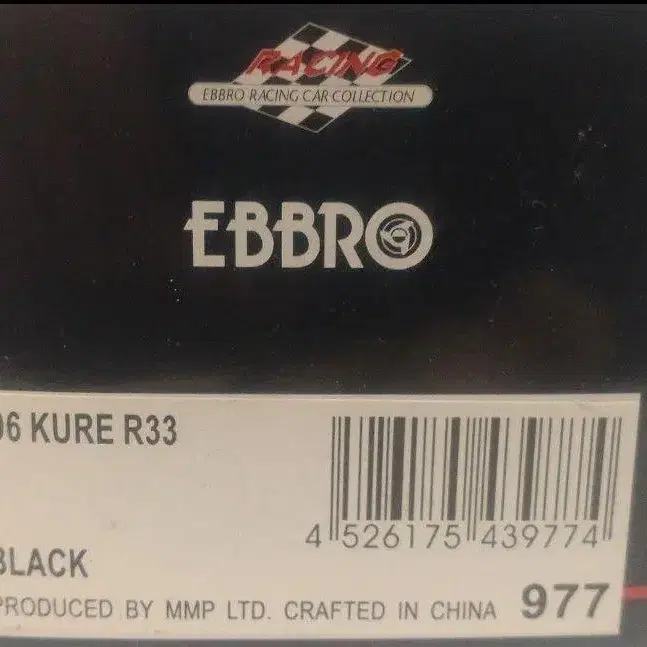 RACING
EBBRO RACING CAR COLLECTION
EBBRO
06 KURE R33
4 526175 439774
BLACK
PRODUCED BY MMP LTD. CRAFTED IN CHINA 977